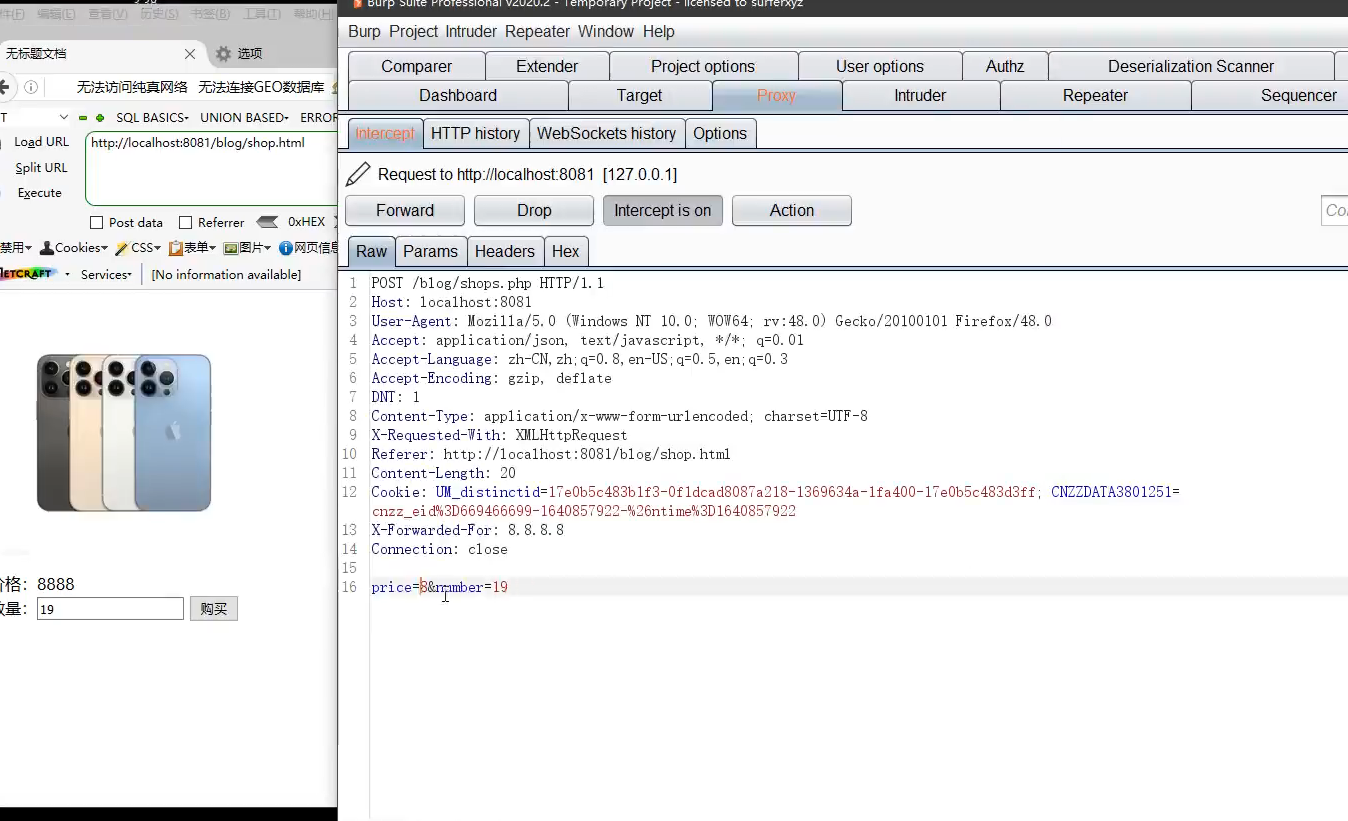 Burp Suite Professional v2020.2 - Temporary Project - licensed to surferxyz
编辑(E) 查看(V) 历史(S) 书签(B) 工具(T) 帮助(H)
Burp Project Intruder Repeater Window Help
无标题文档
选项
Comparer Extender Project options User options Authz Deserialization Scanner
无法访问纯真网络 无法连接GEO数据库
Dashboard Target Proxy Intruder Repeater Sequencer
SQL BASICS UNION BASED ERROR
Intercept HTTP history WebSockets history Options
Load URL http://localhost:8081/blog/shop.html
Split URL
Execute
Request to http://localhost:8081 [127.0.0.1]
Forward Drop Intercept is on Action
Post data Referrer 0xHEX
禁用 Cookies CSS 表单 图片 网页信息
Raw Params Headers Hex
ETCRAFT Services [No information available]
1 POST /blog/shops.php HTTP/1.1
2 Host: localhost:8081
3 User-Agent: Mozilla/5.0 (Windows NT 10.0; WOW64; rv:48.0) Gecko/20100101 Firefox/48.0
4 Accept: application/json, text/javascript, */*; q=0.01
5 Accept-Language: zh-CN,zh;q=0.8,en-US;q=0.5,en;q=0.3
6 Accept-Encoding: gzip, deflate
7 DNT: 1
8 Content-Type: application/x-www-form-urlencoded; charset=UTF-8
9 X-Requested-With: XMLHttpRequest
10 Referer: http://localhost:8081/blog/shop.html
11 Content-Length: 20
12 Cookie: UM_distinctid=17e0b5c483b1f3-0f1dcad8087a218-1369634a-1fa400-17e0b5c483d3ff; CNZZDATA3801251=
cnzz_eid%3D669466699-1640857922-%26ntime%3D1640857922
13 X-Forwarded-For: 8.8.8.8
14 Connection: close
15
16 price=8&number=19
价格：8888
数量：19 购买